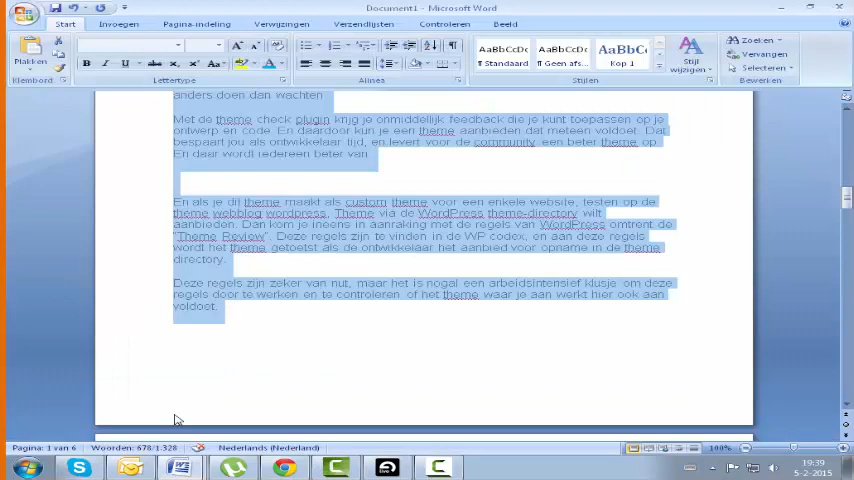 Document1 - Microsoft Word
Start Invoegen Pagina-indeling Verwijzingen Verzendlijsten Controleren Beeld
Plakken
AaBbCcDc AaBbCcDc AaBbC
¶ Standaard ¶ Geen afst... Kop 1
Stijl wijzigen
Zoeken
Vervangen
Selecteren
Klembord Lettertype Alinea Stijlen Bewerken
anders doen dan wachten
Met de theme check plugin krijg je onmiddellijk feedback die je kunt toepassen op je
ontwerp en code. En daardoor kun je een theme aanbieden dat meteen voldoet. Dat
bespaart jou als ontwikkelaar tijd, en levert voor de community een beter theme op.
En daar wordt iedereen beter van.
En als je dit theme maakt als custom theme voor een enkele website, testen op de
theme webblog wordpress. Theme via de WordPress theme-directory wilt
aanbieden. Dan kom je ineens in aanraking met de regels van WordPress omtrent de
"Theme Review". Deze regels zijn te vinden in de WP codex, en aan deze regels
wordt het theme getoetst als de ontwikkelaar het aanbied voor opname in de theme
directory.
Deze regels zijn zeker van nut, maar het is nogal een arbeidsintensief klusje om deze
regels door te werken en te controleren of het theme waar je aan werkt hier ook aan
voldoet.
Pagina: 1 van 6 Woorden: 678/1.328 Nederlands (Nederland) 100%
live
19:39
5-2-2015